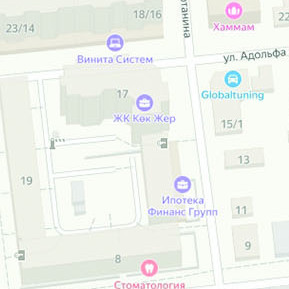 18/16
танина
Хаммам
23/14
Винита Систем
ул. Адольфа
Globaltuning
17
ЖК Көк Жер
15/1
13
19
Ипотека
Финанс Групп
11
9
8
Стоматология